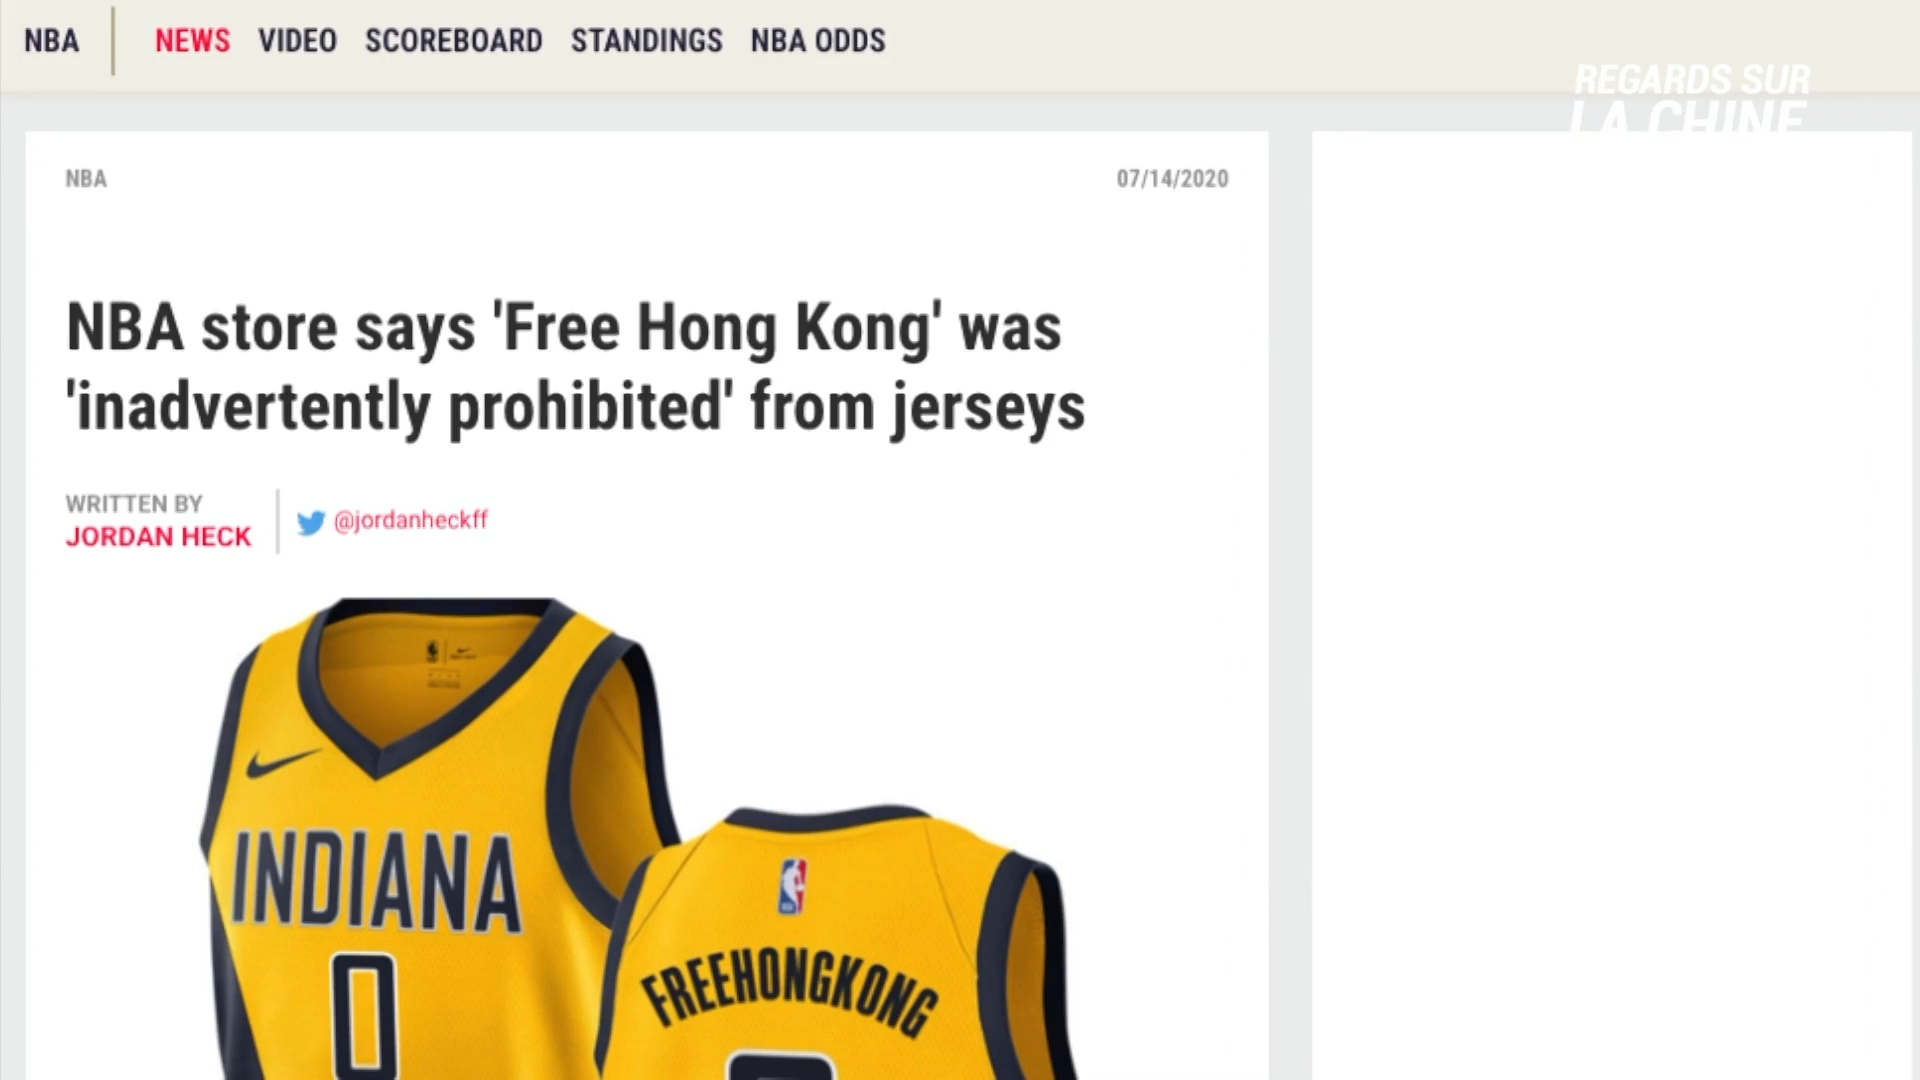 NBA NEWS VIDEO SCOREBOARD STANDINGS NBA ODDS
REGARDS SUR
LA CHINE
NBA 07/14/2020
NBA store says 'Free Hong Kong' was
'inadvertently prohibited' from jerseys
WRITTEN BY
JORDAN HECK
@jordanheckff
INDIANA
0
FREEHONGKONG